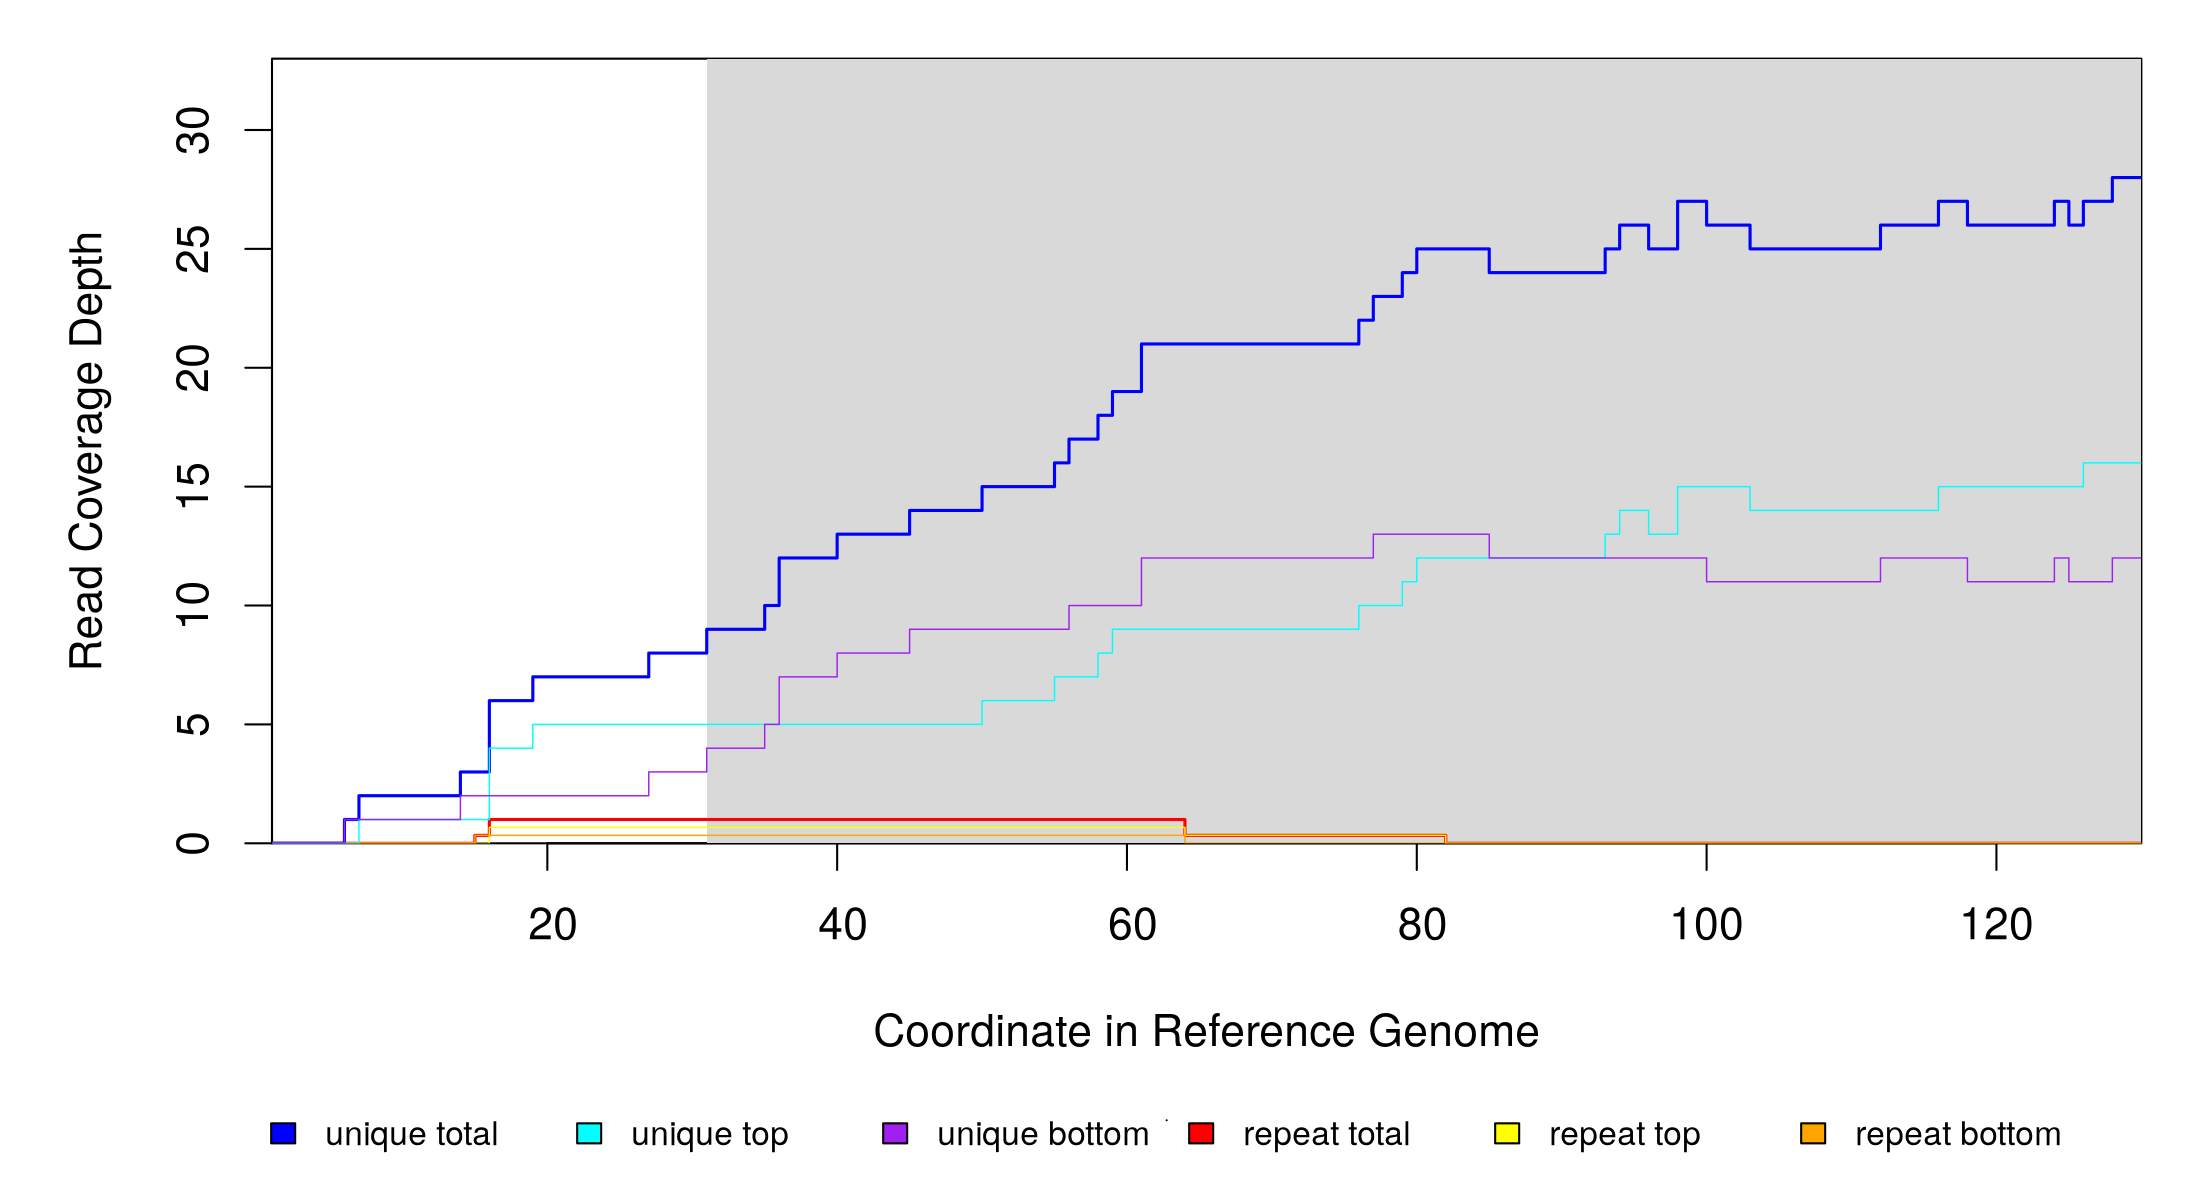 30
25
20
15
10
5
0
Read Coverage Depth
20 40 60 80 100 120
Coordinate in Reference Genome
unique total unique top unique bottom repeat total repeat top repeat bottom